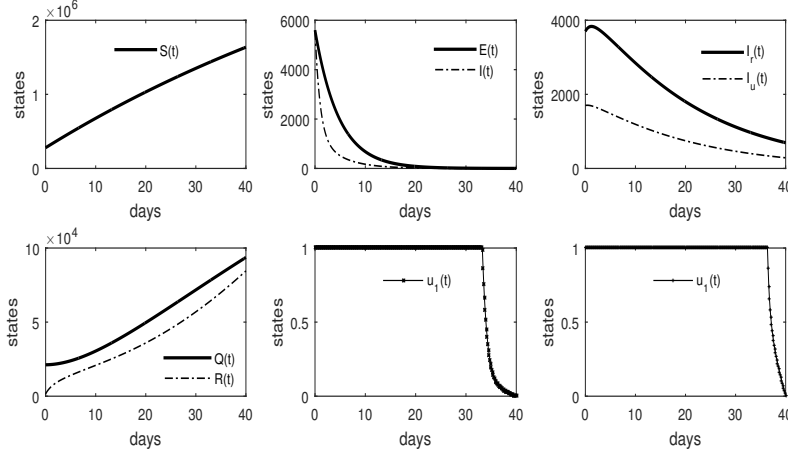 ×10^6
2
1
0
states
S(t)
0 10 20 30 40
days
6000
4000
2000
0
states
E(t)
I(t)
0 10 20 30 40
days
4000
2000
0
states
I_r(t)
I_u(t)
0 10 20 30 40
days
×10^4
10
5
0
states
Q(t)
R(t)
0 10 20 30 40
days
1
0.5
0
states
u_1(t)
0 10 20 30 40
days
1
0.5
0
states
u_1(t)
0 10 20 30 40
days